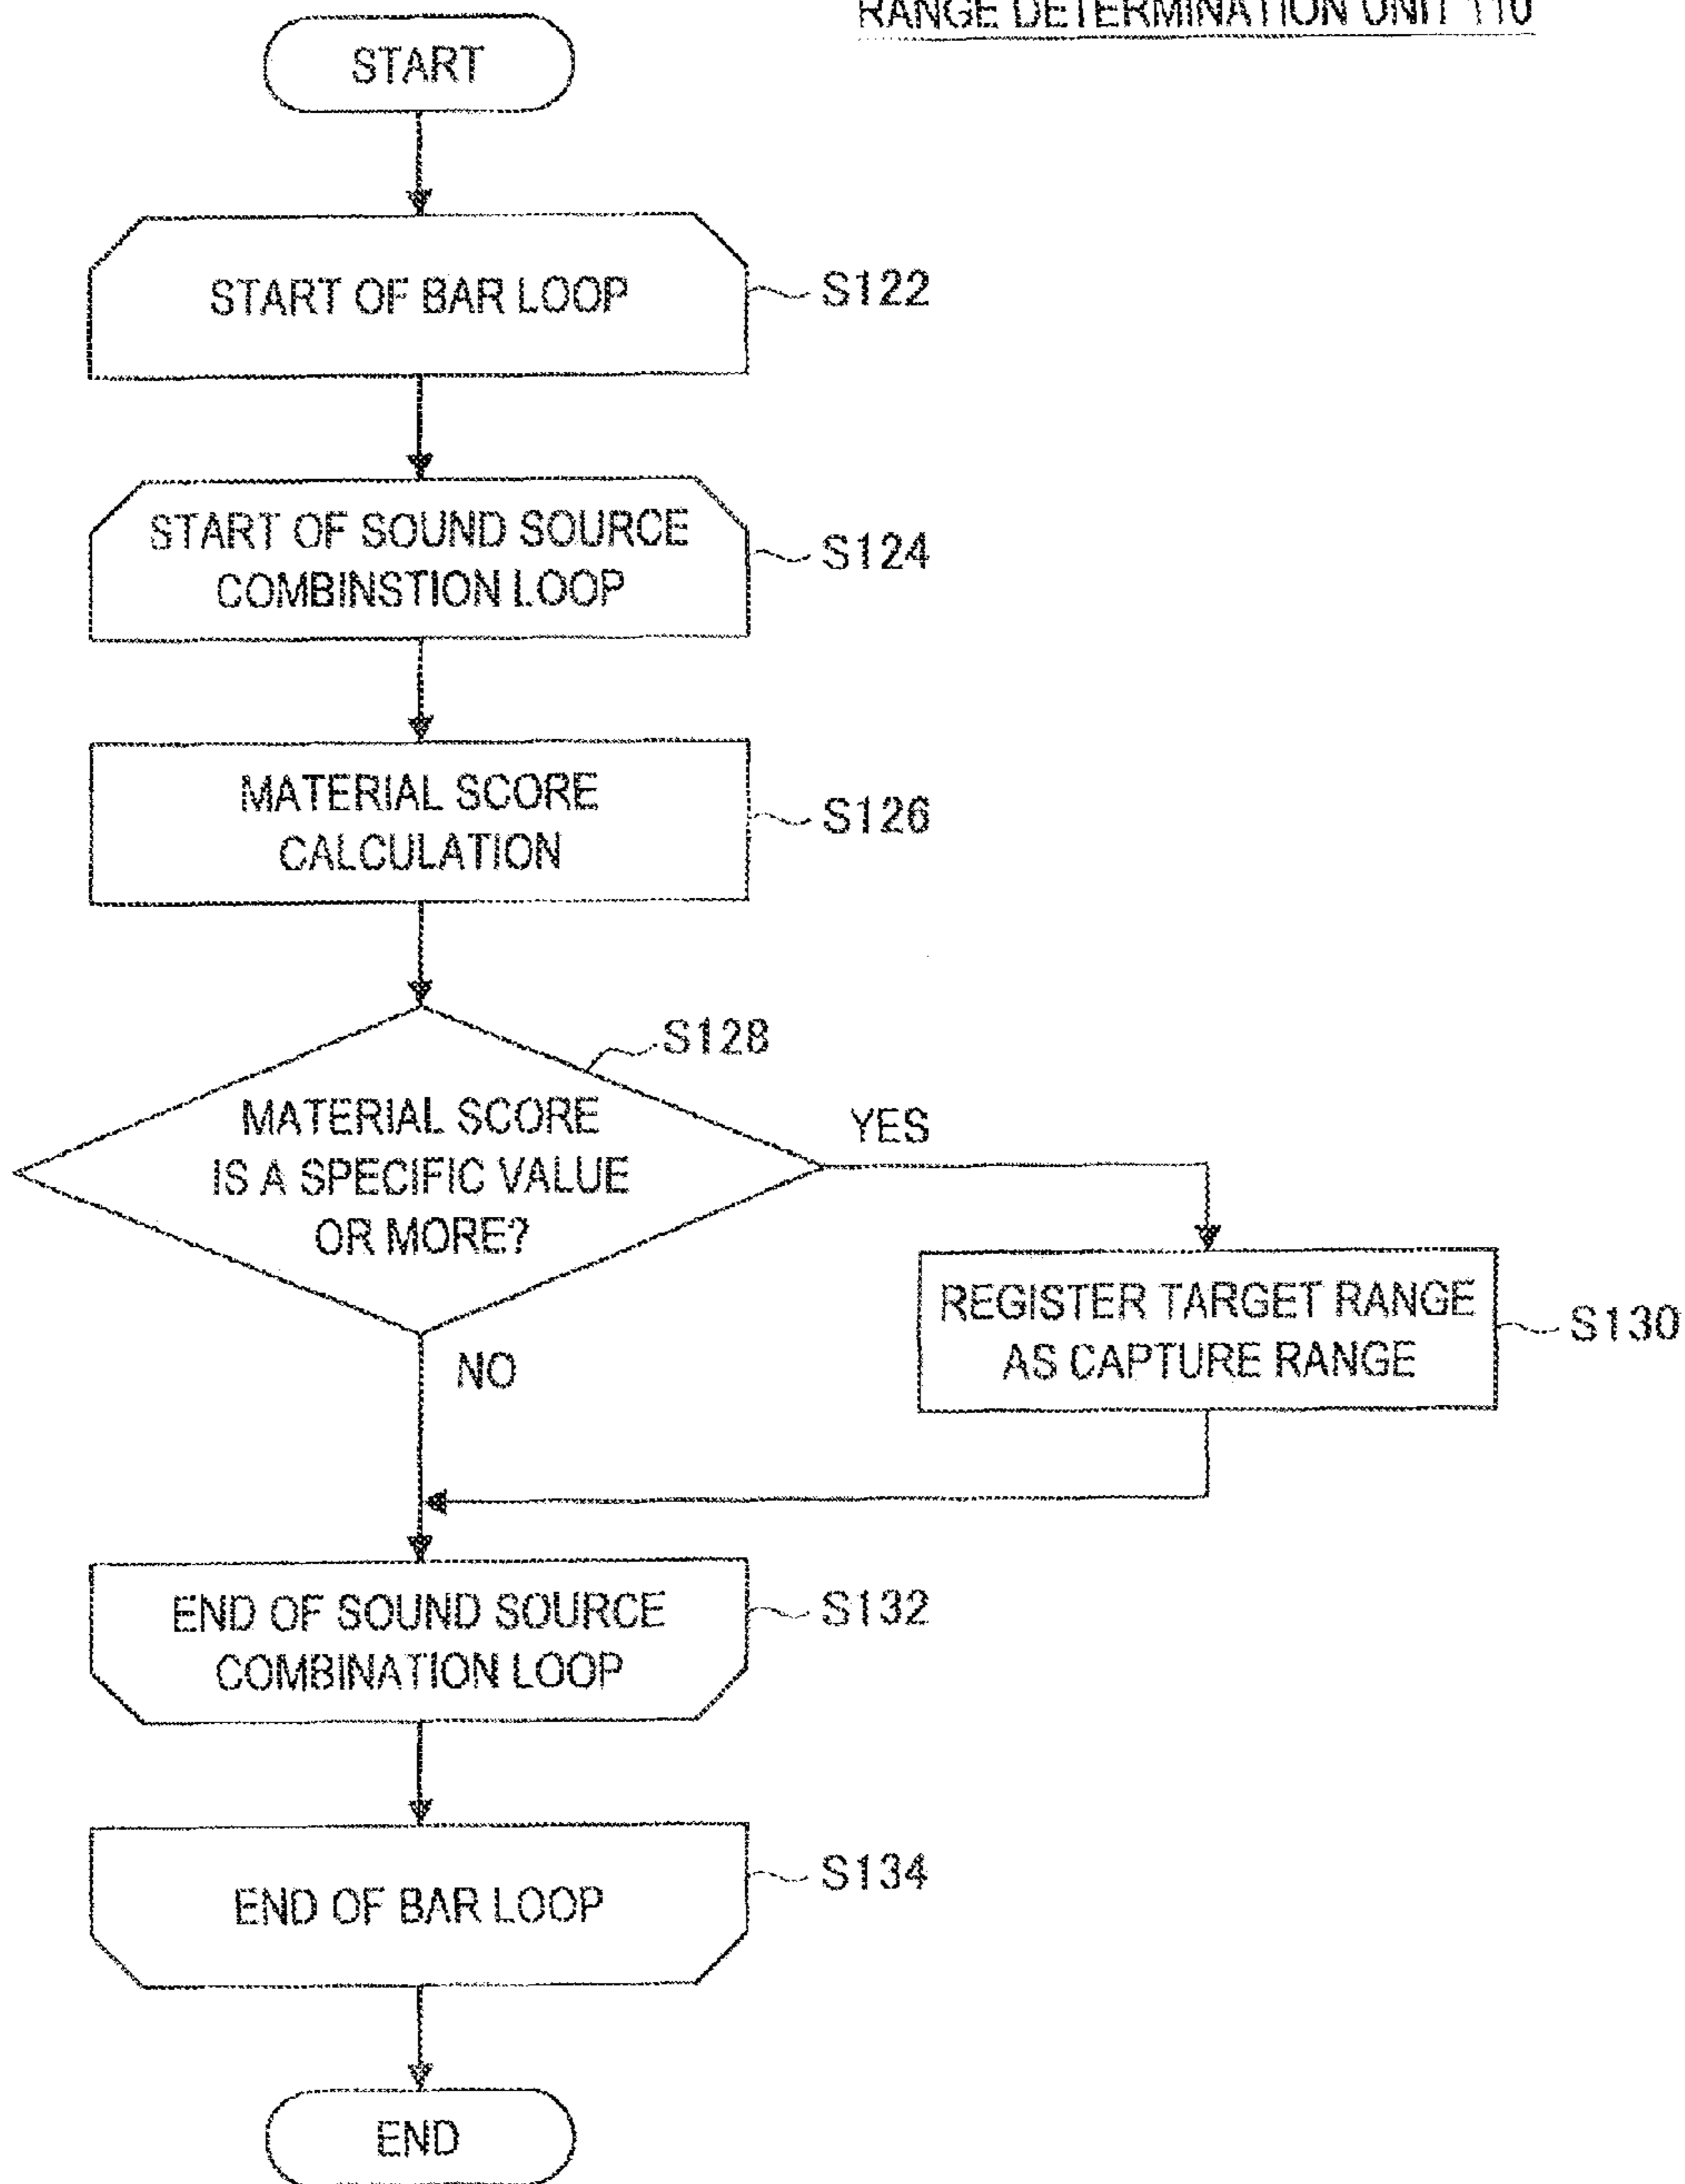 RANGE DETERMINATION UNIT 110
START
START OF BAR LOOP
S122
START OF SOUND SOURCE
COMBINSTION LOOP
S124
MATERIAL SCORE
CALCULATION
S126
S128
MATERIAL SCORE
IS A SPECIFIC VALUE
OR MORE?
YES
NO
REGISTER TARGET RANGE
AS CAPTURE RANGE
S130
END OF SOUND SOURCE
COMBINATION LOOP
S132
END OF BAR LOOP
S134
END